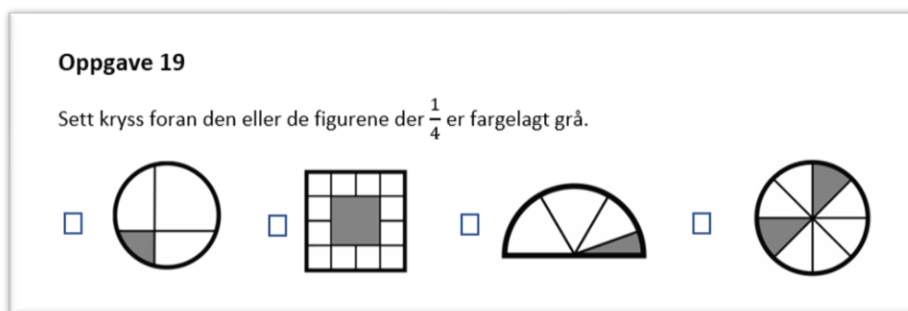 Oppgave 19
Sett kryss foran den eller de figurene der 1/4 er fargelagt grå.